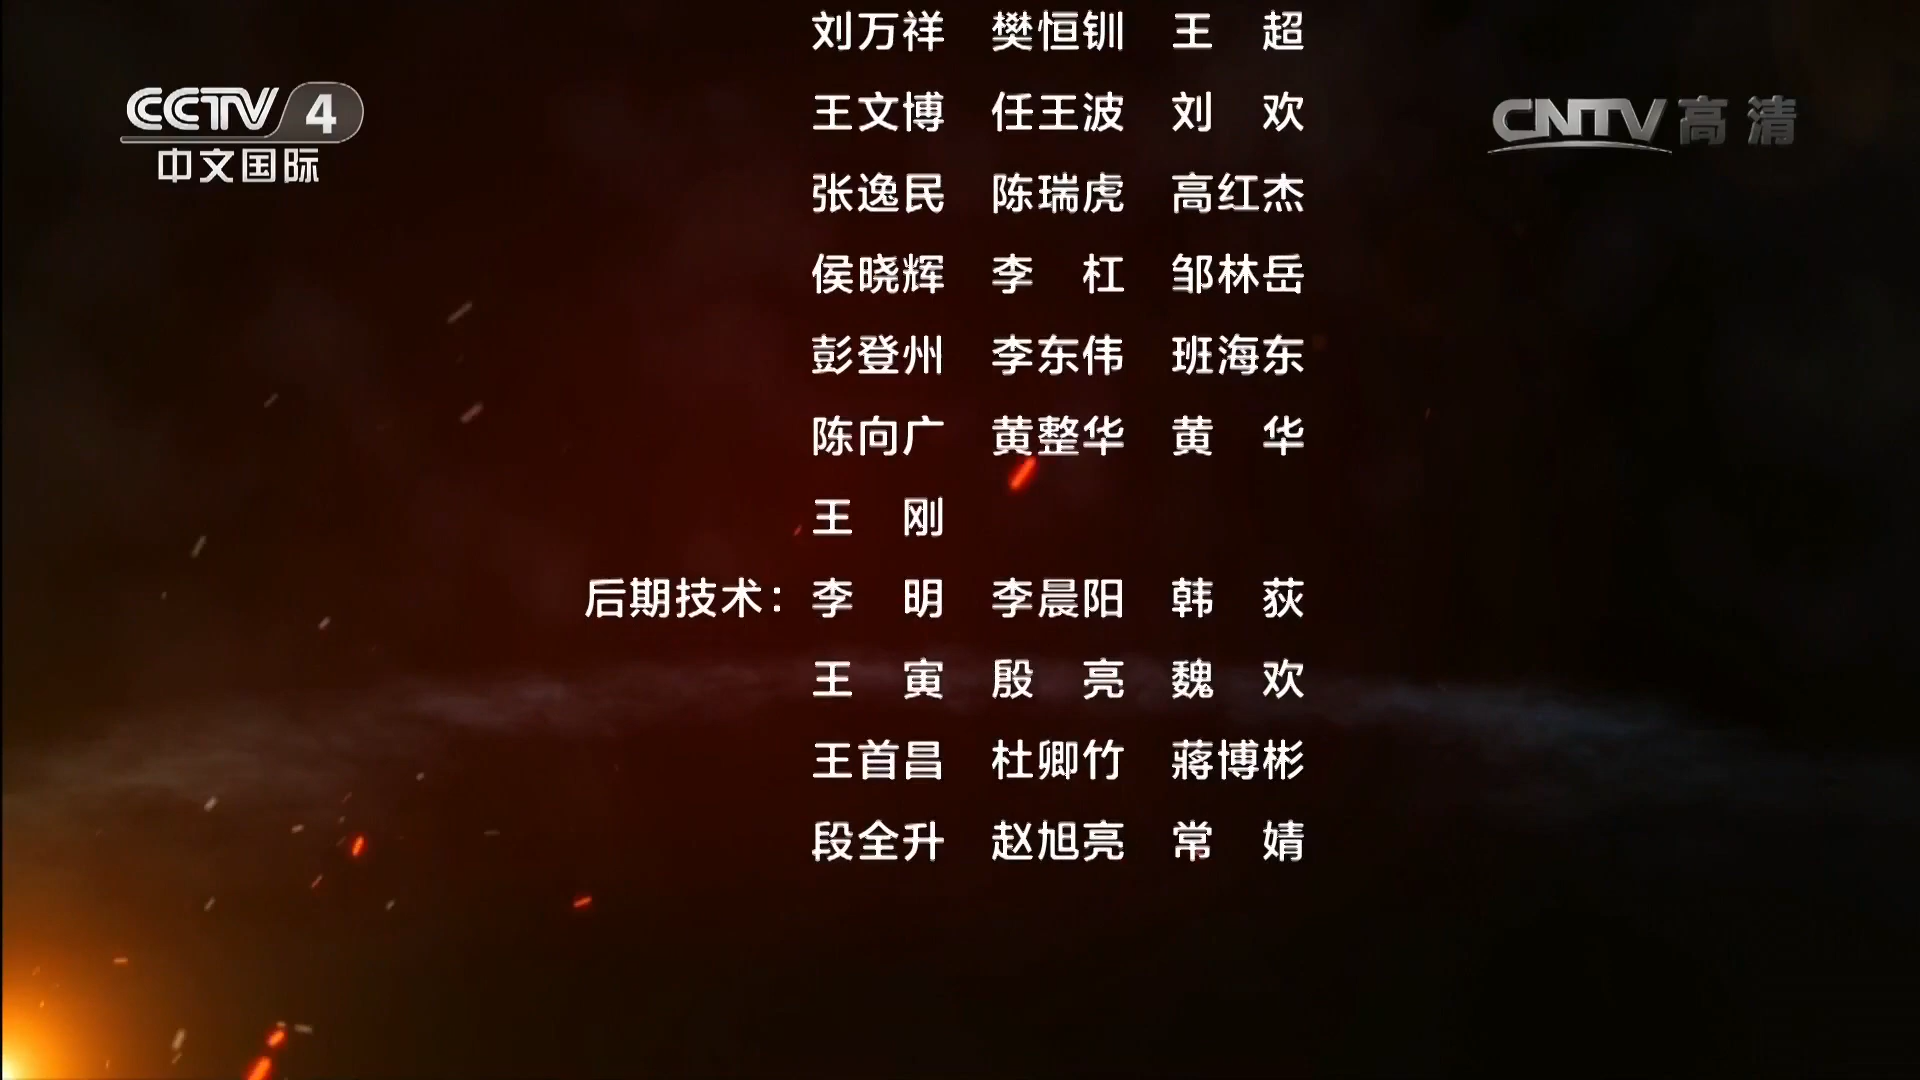 刘万祥 樊恒钏 王 超
CCTV 4
中文国际
CNTV 高清
王文博 任王波 刘 欢
张逸民 陈瑞虎 高红杰
侯晓辉 李 杠 邹林岳
彭登州 李东伟 班海东
陈向广 黄整华 黄 华
王 刚
后期技术：李 明 李晨阳 韩 荻
王 寅 殷 亮 魏 欢
王首昌 杜卿竹 蔣博彬
段全升 赵旭亮 常 婧